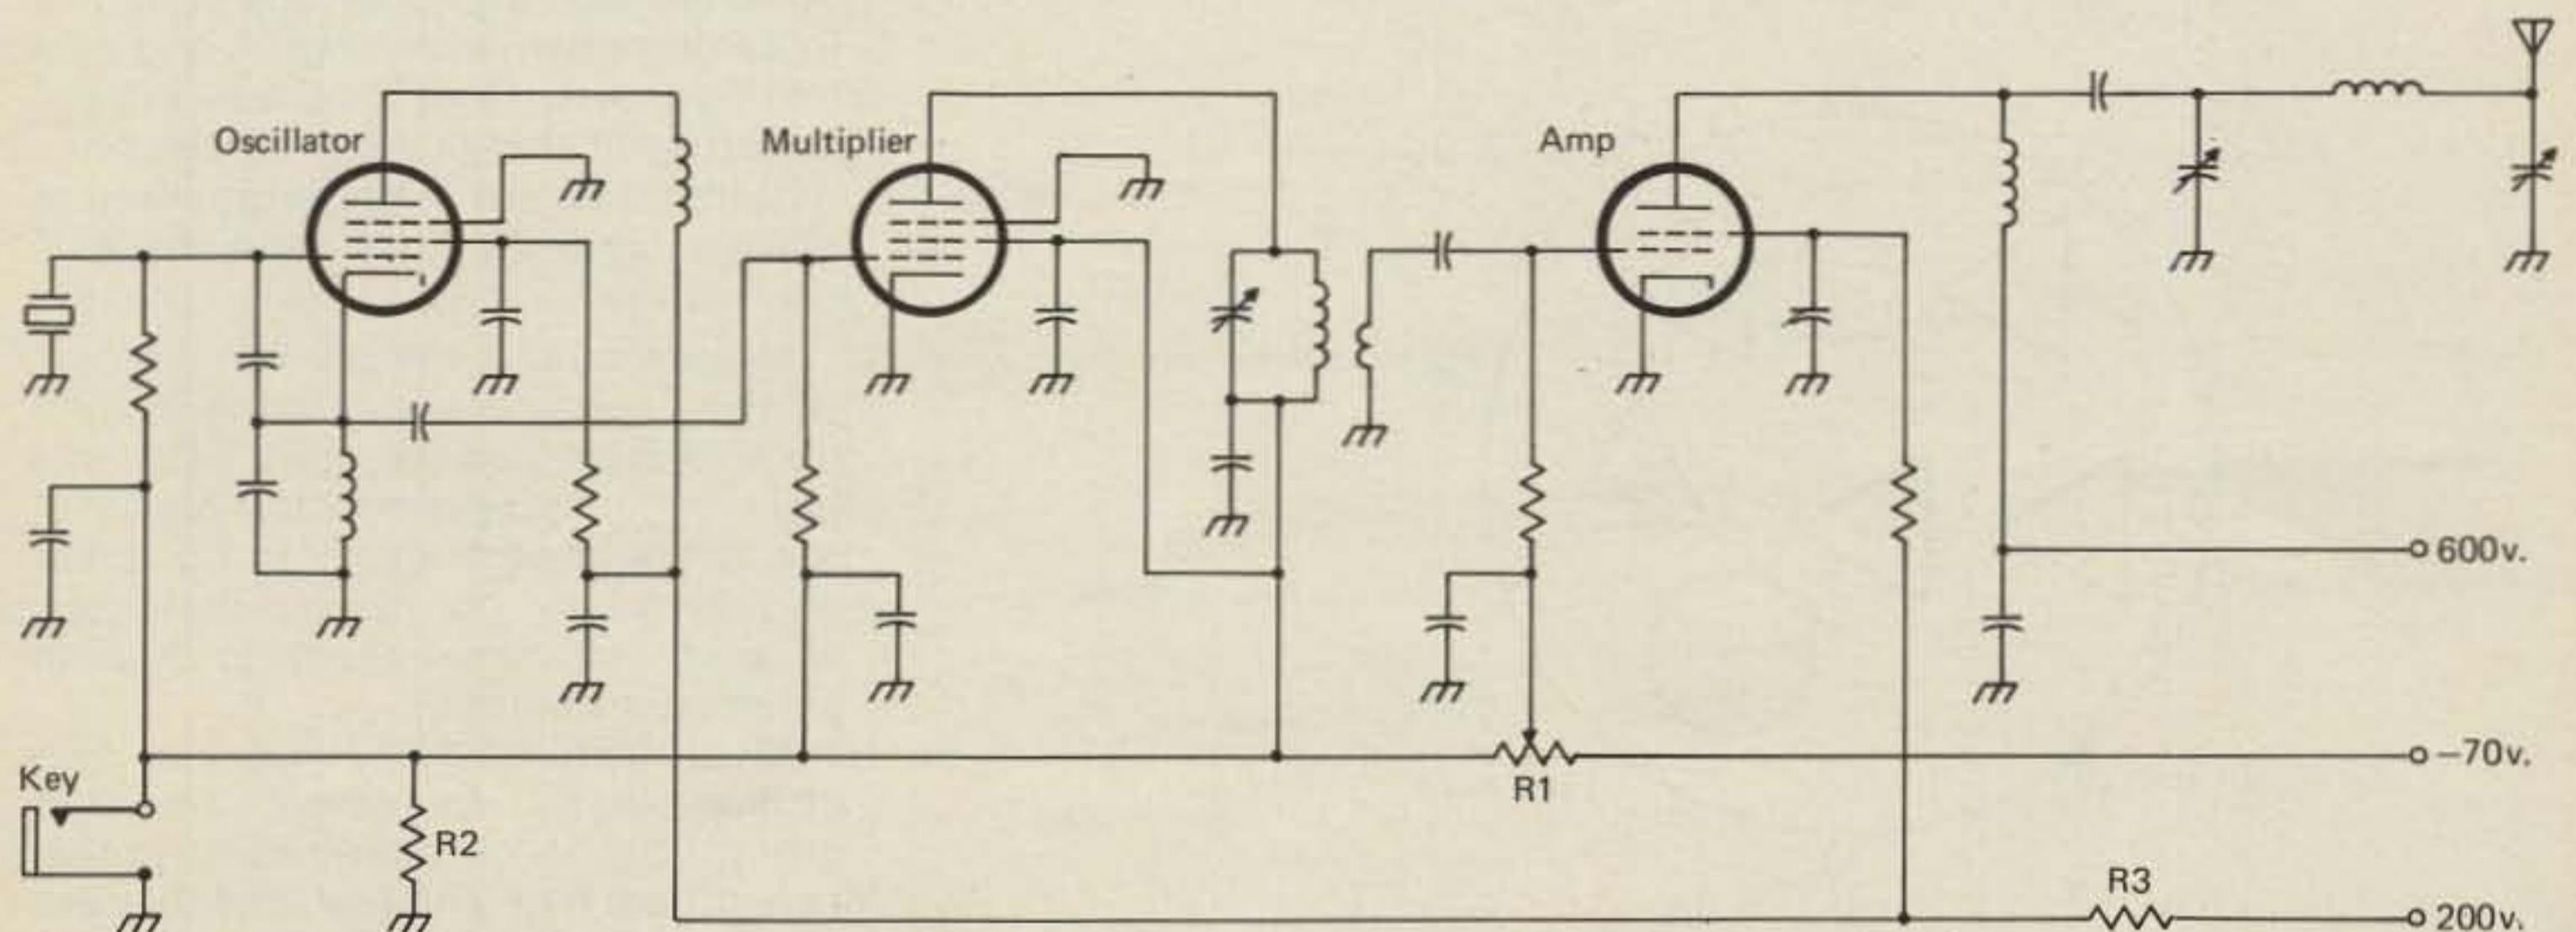 Oscillator
Multiplier
Amp
600v.
-70v.
R1
Key
R2
R3
200v.